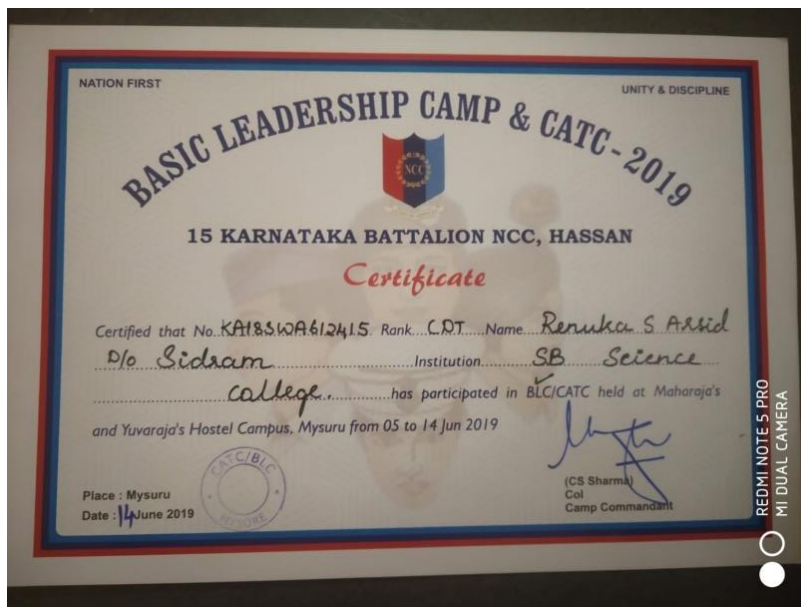 NATION FIRST
UNITY & DISCIPLINE
BASIC LEADERSHIP CAMP & CATC-2019
NCC
15 KARNATAKA BATTALION NCC, HASSAN
Certificate
Certified that No. KA18SWA612415 Rank CDT Name Renuka S Arsid
D/o Sidram Institution SB Science
college. has participated in BLC/CATC held at Maharaja's
and Yuvaraja's Hostel Campus, Mysuru from 05 to 14 Jun 2019
CATC/BLC
MYSORE
(CS Sharma)
Col
Camp Commandant
Place : Mysuru
Date : 14 June 2019
REDMI NOTE 5 PRO
MI DUAL CAMERA